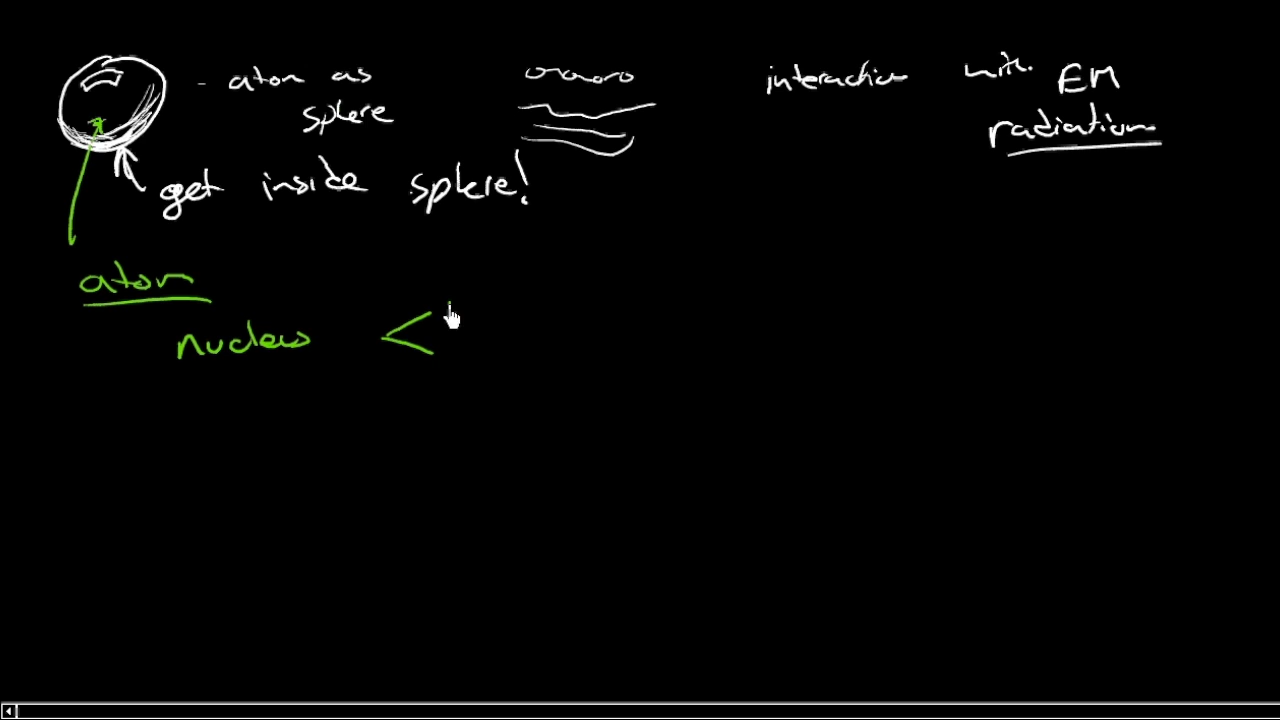 - atom as
sphere
interaction with EM
radiation
get inside sphere!
atom
nucleus <